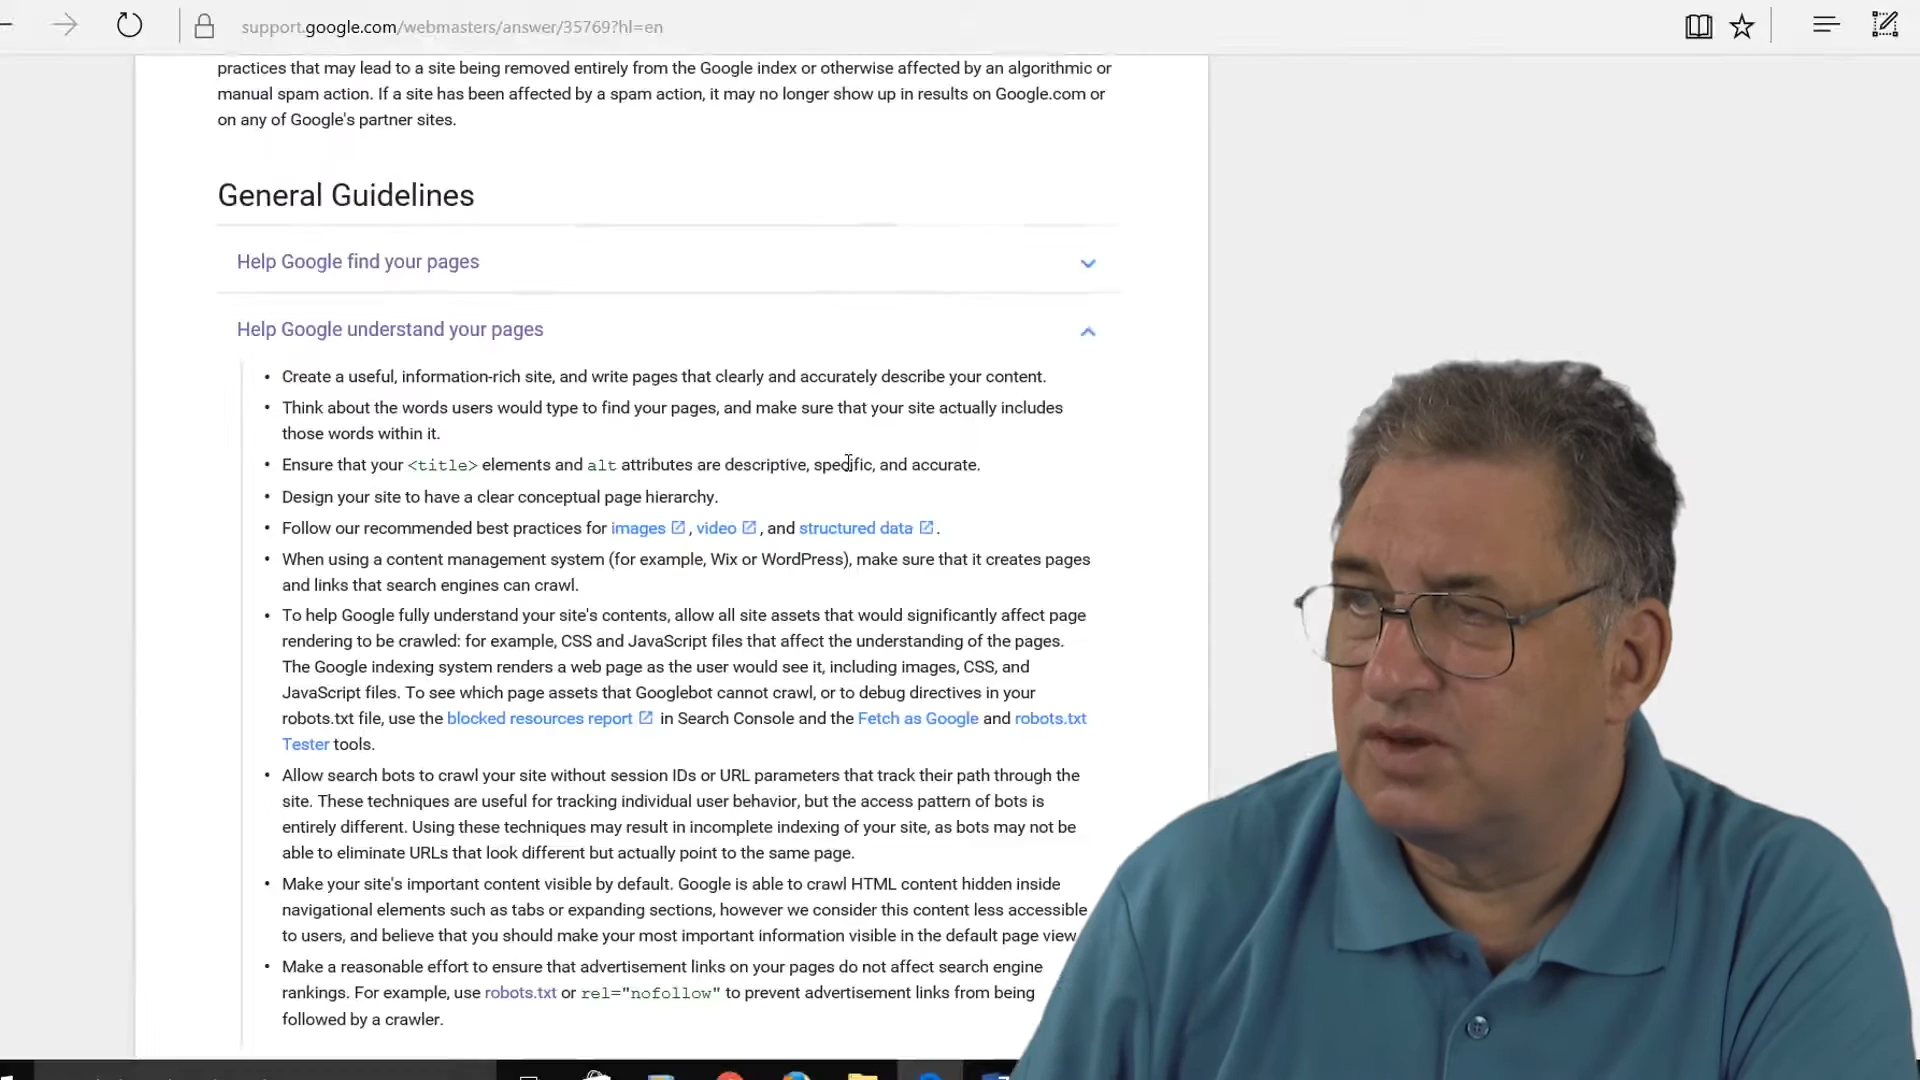 support.google.com/webmasters/answer/35769?hl=en
practices that may lead to a site being removed entirely from the Google index or otherwise affected by an algorithmic or
manual spam action. If a site has been affected by a spam action, it may no longer show up in results on Google.com or
on any of Google's partner sites.
General Guidelines
Help Google find your pages
Help Google understand your pages
• Create a useful, information-rich site, and write pages that clearly and accurately describe your content.
• Think about the words users would type to find your pages, and make sure that your site actually includes
those words within it.
• Ensure that your <title> elements and alt attributes are descriptive, specific, and accurate.
• Design your site to have a clear conceptual page hierarchy.
• Follow our recommended best practices for images, video, and structured data.
• When using a content management system (for example, Wix or WordPress), make sure that it creates pages
and links that search engines can crawl.
• To help Google fully understand your site's contents, allow all site assets that would significantly affect page
rendering to be crawled: for example, CSS and JavaScript files that affect the understanding of the pages.
The Google indexing system renders a web page as the user would see it, including images, CSS, and
JavaScript files. To see which page assets that Googlebot cannot crawl, or to debug directives in your
robots.txt file, use the blocked resources report in Search Console and the Fetch as Google and robots.txt
Tester tools.
• Allow search bots to crawl your site without session IDs or URL parameters that track their path through the
site. These techniques are useful for tracking individual user behavior, but the access pattern of bots is
entirely different. Using these techniques may result in incomplete indexing of your site, as bots may not be
able to eliminate URLs that look different but actually point to the same page.
• Make your site's important content visible by default. Google is able to crawl HTML content hidden inside
navigational elements such as tabs or expanding sections, however we consider this content less accessible
to users, and believe that you should make your most important information visible in the default page view
• Make a reasonable effort to ensure that advertisement links on your pages do not affect search engine
rankings. For example, use robots.txt or rel="nofollow" to prevent advertisement links from being
followed by a crawler.